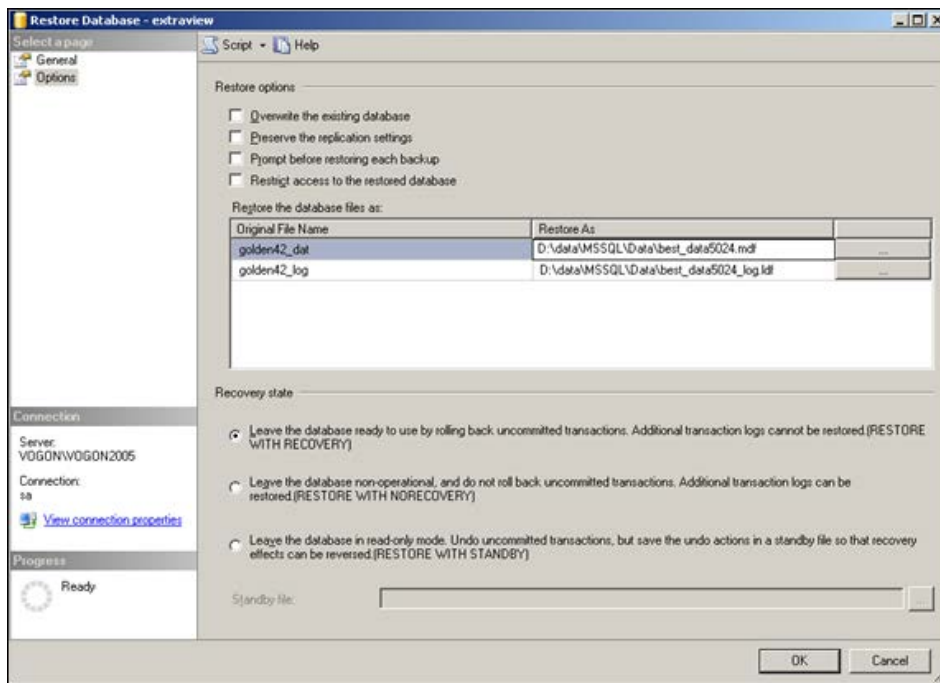 Restore Database - extraview
Select a page
General
Options
Script
Help
Restore options
Overwrite the existing database
Preserve the replication settings
Prompt before restoring each backup
Restrict access to the restored database
Restore the database files as:
Original File Name
Restore As
golden42_dat
D:\data\MSSQL\Data\best_data5024.mdf
...
golden42_log
D:\data\MSSQL\Data\best_data5024_log.ldf
...
Recovery state
Leave the database ready to use by rolling back uncommitted transactions. Additional transaction logs cannot be restored.(RESTORE
WITH RECOVERY)
Leave the database non-operational, and do not roll back uncommitted transactions. Additional transaction logs can be
restored.(RESTORE WITH NORECOVERY)
Leave the database in read-only mode. Undo uncommitted transactions, but save the undo actions in a standby file so that recovery
effects can be reversed.(RESTORE WITH STANDBY)
Standby file:
...
Connection
Server:
VOGON\VOGON2005
Connection:
sa
View connection properties
Progress
Ready
OK
Cancel